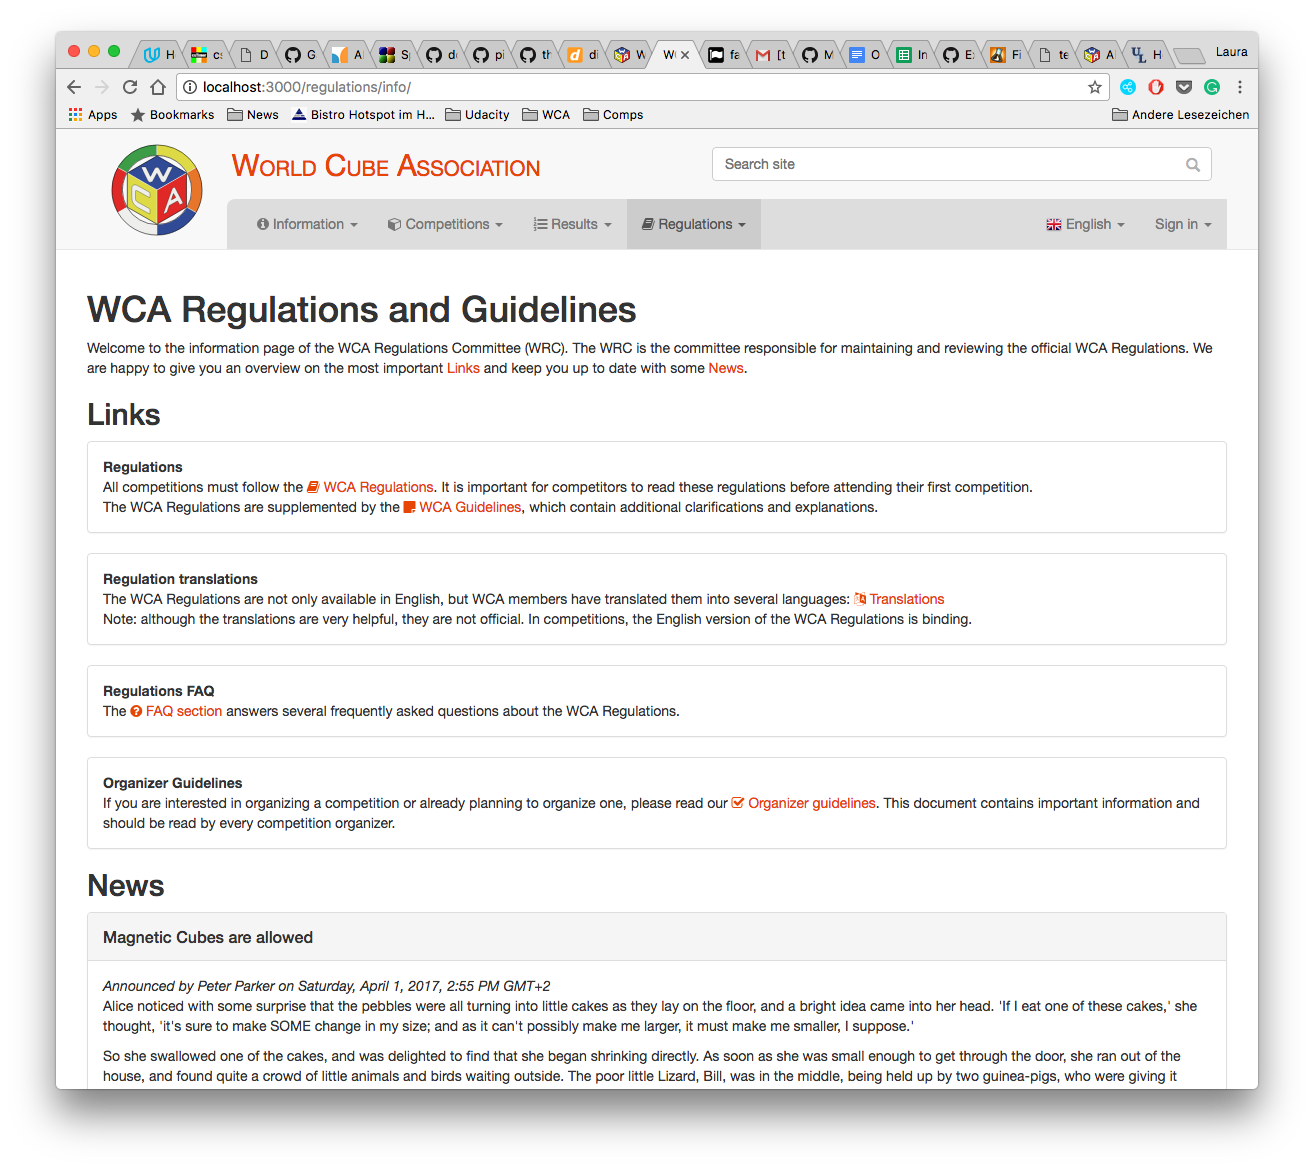 H cs D G A S do pi th di W WC fa [t M O In Ex Fi te Al H Laura
localhost:3000/regulations/info/
Apps Bookmarks News Bistro Hotspot im H... Udacity WCA Comps Andere Lesezeichen
WCA
World Cube Association
Search site
Information Competitions Results Regulations English Sign in
WCA Regulations and Guidelines
Welcome to the information page of the WCA Regulations Committee (WRC). The WRC is the committee responsible for maintaining and reviewing the official WCA Regulations. We
are happy to give you an overview on the most important Links and keep you up to date with some News.
Links
Regulations
All competitions must follow the WCA Regulations. It is important for competitors to read these regulations before attending their first competition.
The WCA Regulations are supplemented by the WCA Guidelines, which contain additional clarifications and explanations.
Regulation translations
The WCA Regulations are not only available in English, but WCA members have translated them into several languages: Translations
Note: although the translations are very helpful, they are not official. In competitions, the English version of the WCA Regulations is binding.
Regulations FAQ
The FAQ section answers several frequently asked questions about the WCA Regulations.
Organizer Guidelines
If you are interested in organizing a competition or already planning to organize one, please read our Organizer guidelines. This document contains important information and
should be read by every competition organizer.
News
Magnetic Cubes are allowed
Announced by Peter Parker on Saturday, April 1, 2017, 2:55 PM GMT+2
Alice noticed with some surprise that the pebbles were all turning into little cakes as they lay on the floor, and a bright idea came into her head. 'If I eat one of these cakes,' she
thought, 'it's sure to make SOME change in my size; and as it can't possibly make me larger, it must make me smaller, I suppose.'
So she swallowed one of the cakes, and was delighted to find that she began shrinking directly. As soon as she was small enough to get through the door, she ran out of the
house, and found quite a crowd of little animals and birds waiting outside. The poor little Lizard, Bill, was in the middle, being held up by two guinea-pigs, who were giving it